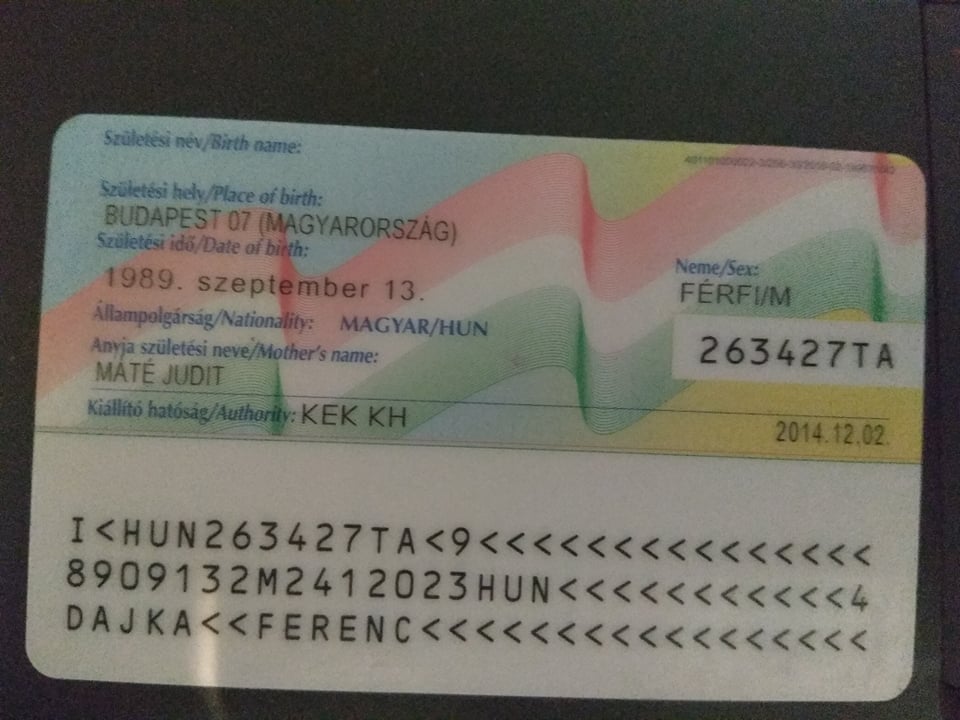 Születési név/Birth name:
Születési hely/Place of birth:
BUDAPEST 07 (MAGYARORSZÁG)
Születési idő/Date of birth:
1989. szeptember 13.
Neme/Sex:
FÉRFI/M
Állampolgárság/Nationality: MAGYAR/HUN
263427TA
Anyja születési neve/Mother's name:
MÁTÉ JUDIT
Kiállító hatóság/Authority: KEK KH
2014.12.02.
I<HUN263427TA<9<<<<<<<<<<<<<<<
8909132M2412023HUN<<<<<<<<<<<4
DAJKA<<FERENC<<<<<<<<<<<<<<<<<